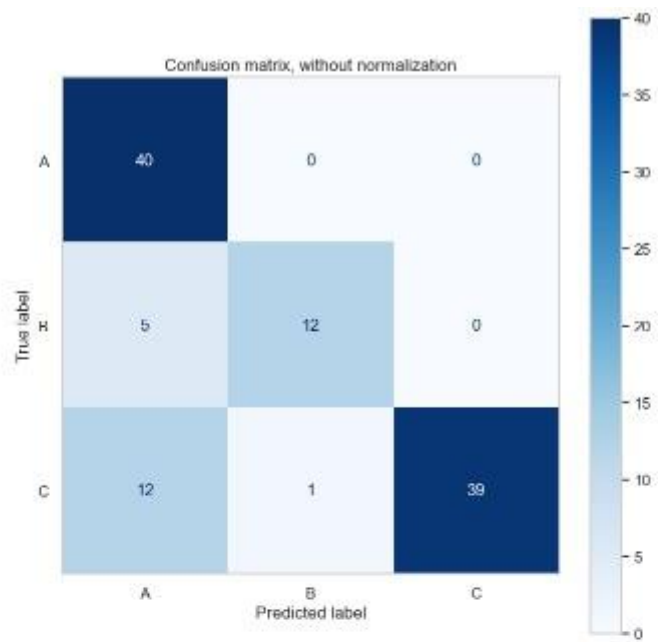 Confusion matrix, without normalization
40
35
30
25
20
15
10
5
0
True label
A
40 0 0
B
5 12 0
C
12 1 39
A B C
Predicted label